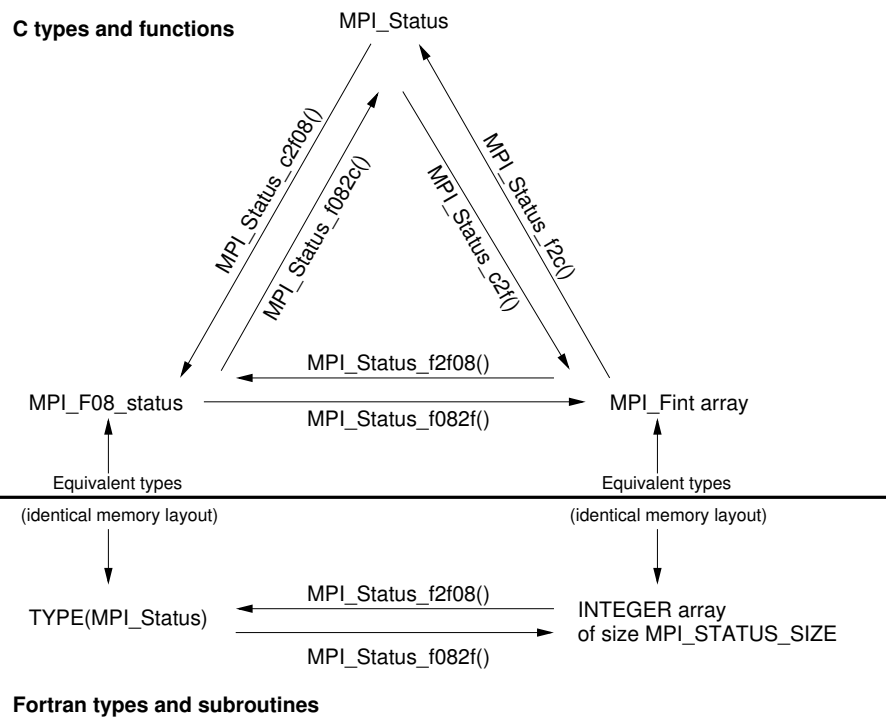 MPI_Status
C types and functions
MPI_Status_c2f08()
MPI_Status_f082c()
MPI_Status_c2f()
MPI_Status_f2c()
MPI_Status_f2f08()
MPI_F08_status
MPI_Fint array
MPI_Status_f082f()
Equivalent types
Equivalent types
(identical memory layout)
(identical memory layout)
MPI_Status_f2f08()
TYPE(MPI_Status)
INTEGER array
of size MPI_STATUS_SIZE
MPI_Status_f082f()
Fortran types and subroutines